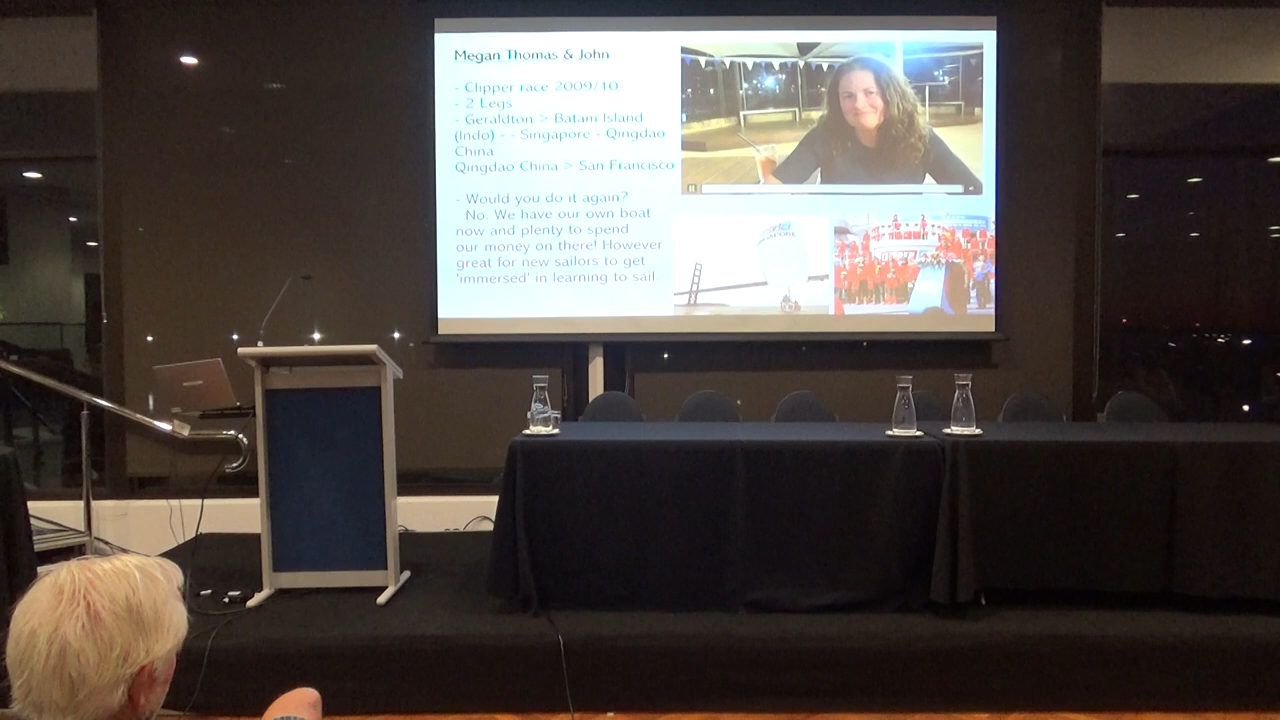 Megan Thomas & John
- Clipper race 2009/10
- 2 Legs
- Geraldton > Batam Island
(Indo) - - Singapore - Qingdao
China
Qingdao China > San Francisco
- Would you do it again?
No. We have our own boat
now and plenty to spend
our money on there! However
great for new sailors to get
'immersed' in learning to sail